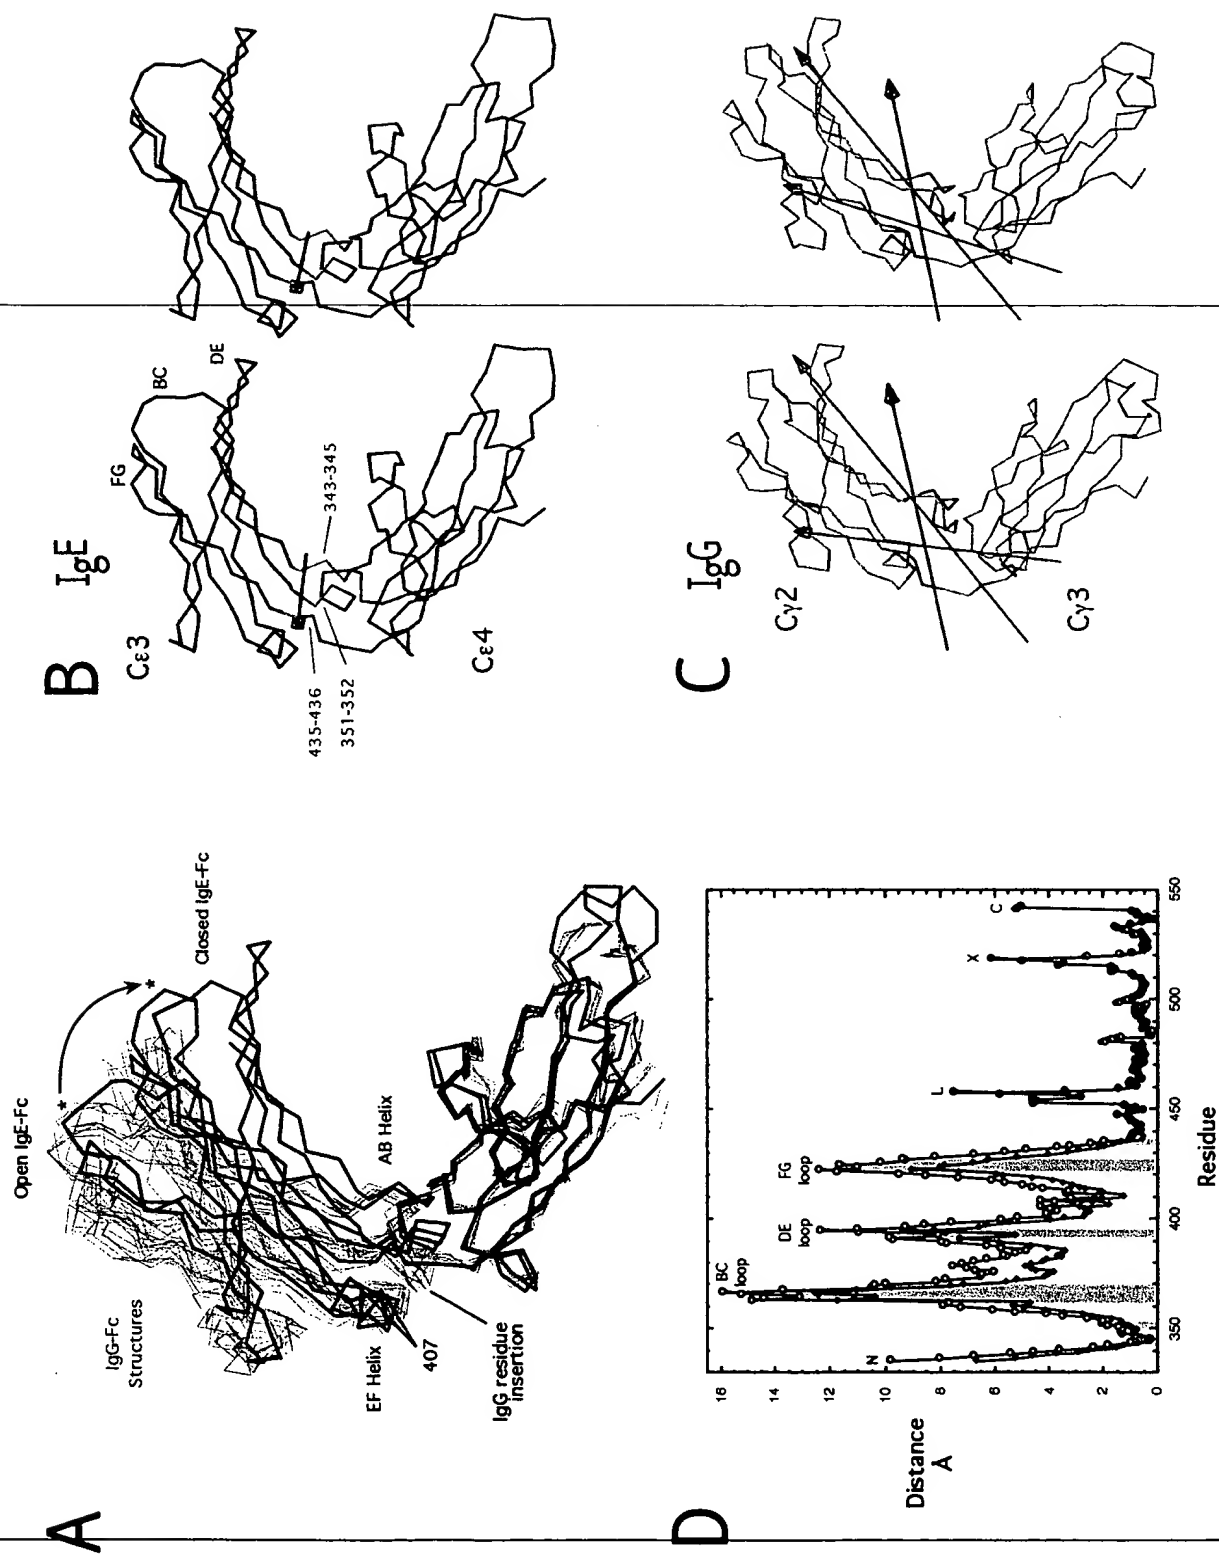 A
Open IgE-Fc
*
*
Closed IgE-Fc
IgG-Fc
Structures
AB Helix
EF Helix
407
IgG residue
insertion
B
IgE
Cε3
FG
BC
DE
435-436
351-352
343-345
Cε4
C
IgG
Cγ2
Cγ3
D
Distance
Å
16
14
12
10
8
6
4
2
0
N
BC
loop
DE
loop
FG
loop
L
X
C
350
400
450
500
550
Residue